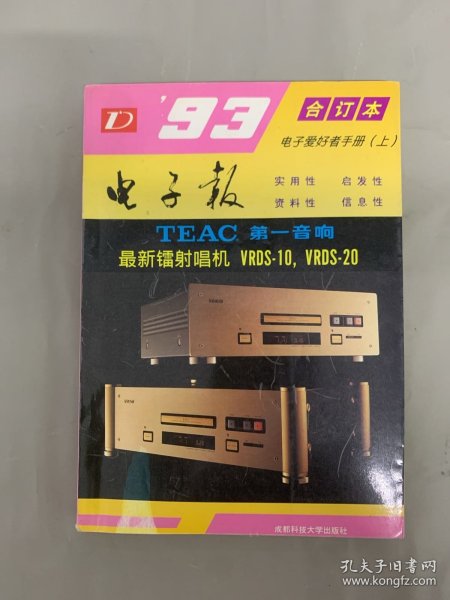 '93
合订本
电子爱好者手册(上)
电子报
实用性 启发性
资料性 信息性
TEAC 第一音响
最新镭射唱机 VRDS-10, VRDS-20
成都科技大学出版社
孔夫子旧书网
www.kongfz.com